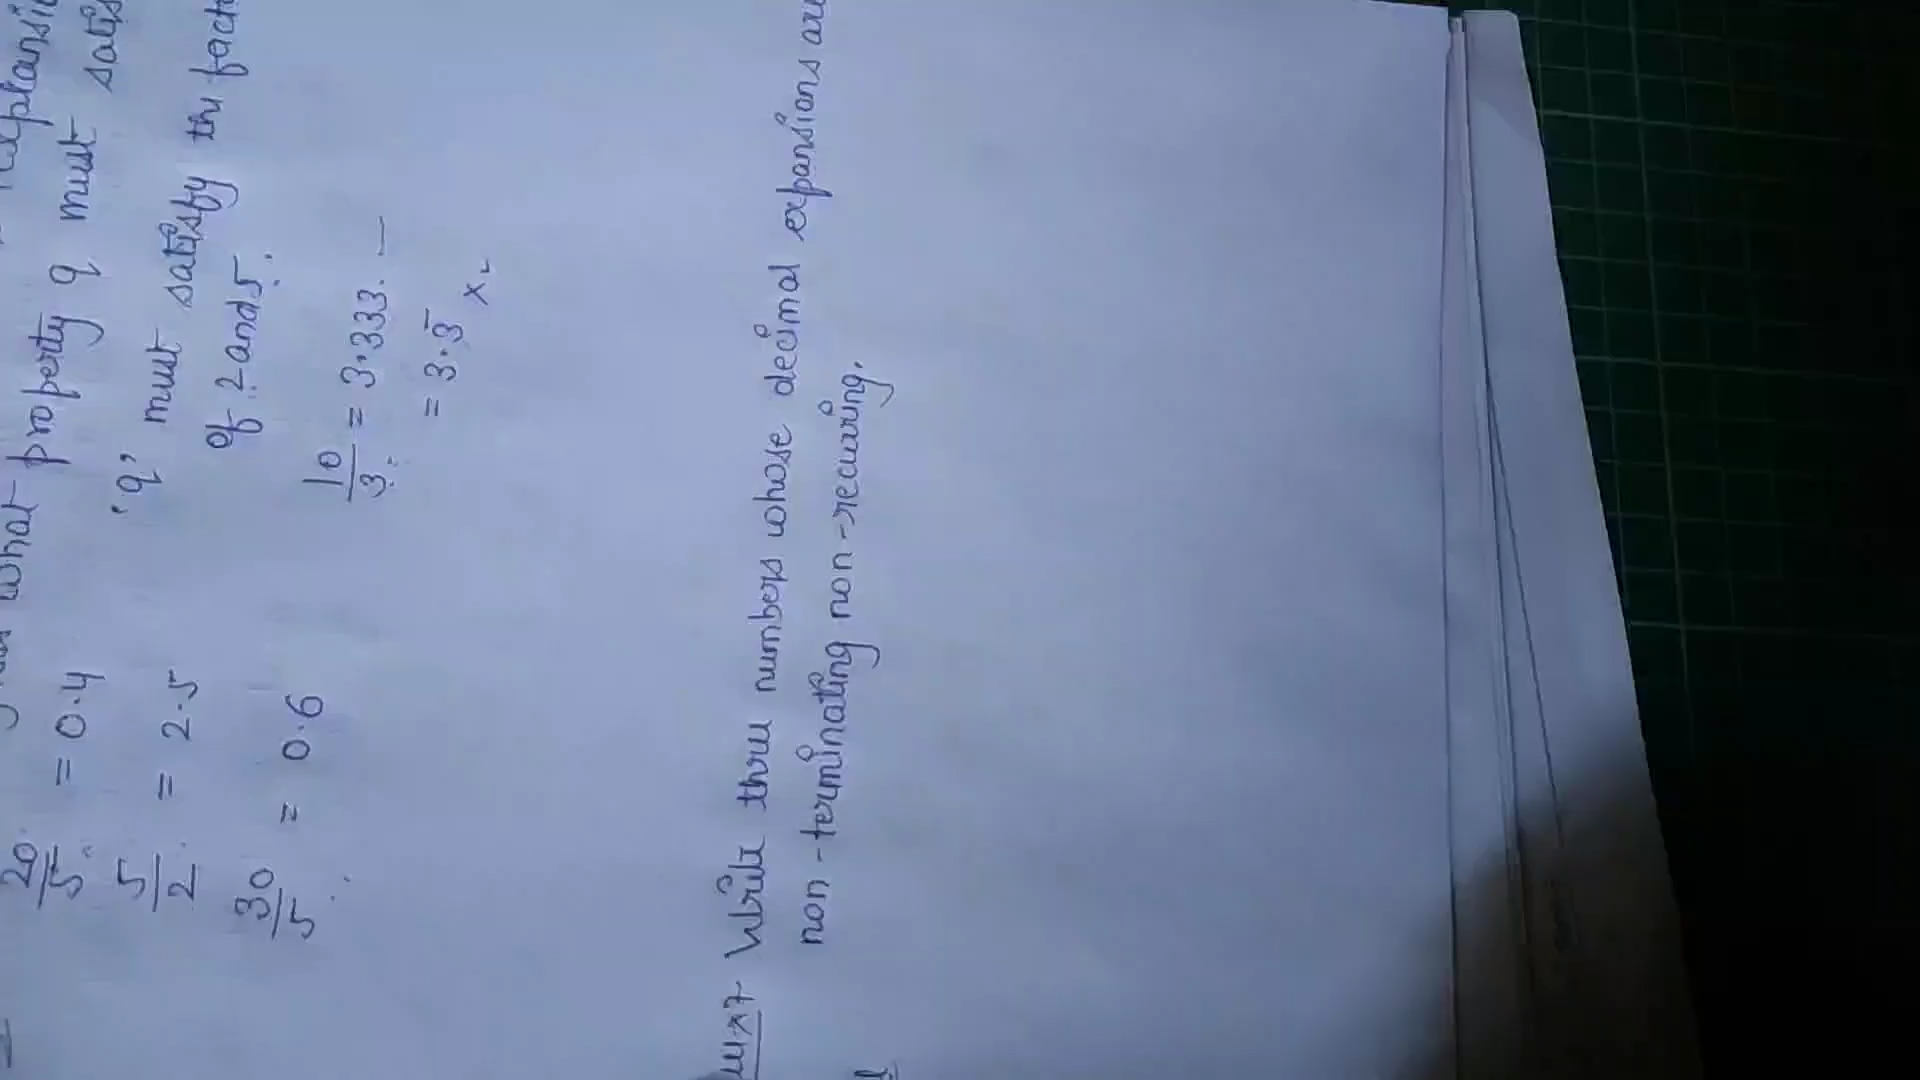 what property q must satis
20/5 = 0.4
"q" must satisfy the fact
5/2 = 2.5
of 2 and 5.
30/5 = 0.6
10/3 = 3.333. —
= 3.3̅ x
7 Write three numbers whose decimal expansions are
non-terminating non-recurring.